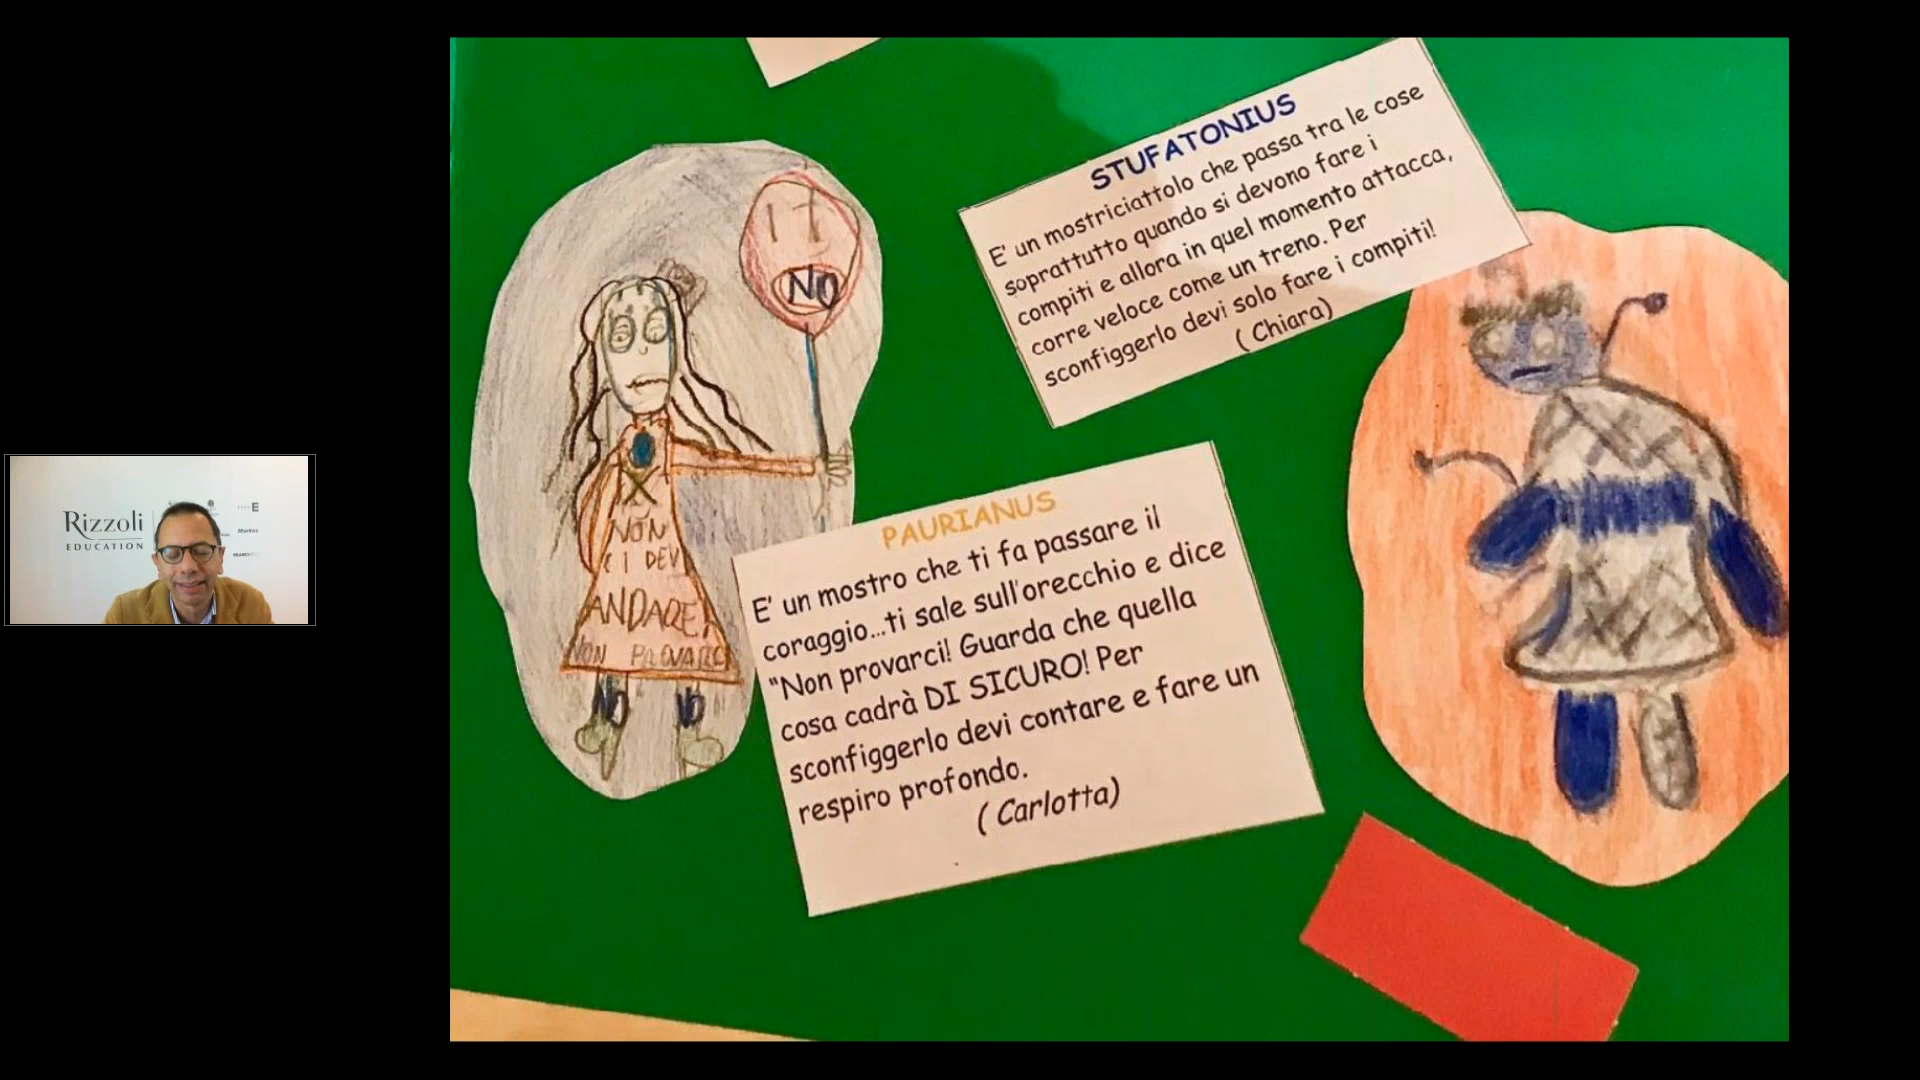 Rizzoli
EDUCATION
STUFATONIUS
E' un mostriciattolo che passa tra le cose
soprattutto quando si devono fare i
compiti e allora in quel momento attacca,
corre veloce come un treno. Per
sconfiggerlo devi solo fare i compiti!
( Chiara)
IT
NO
NON
CI DEVI
ANDARE!
NON PROVARCI
NO NO
PAURIANUS
E' un mostro che ti fa passare il
coraggio...ti sale sull'orecchio e dice
"Non provarci! Guarda che quella
cosa cadrà DI SICURO! Per
sconfiggerlo devi contare e fare un
respiro profondo.
( Carlotta)